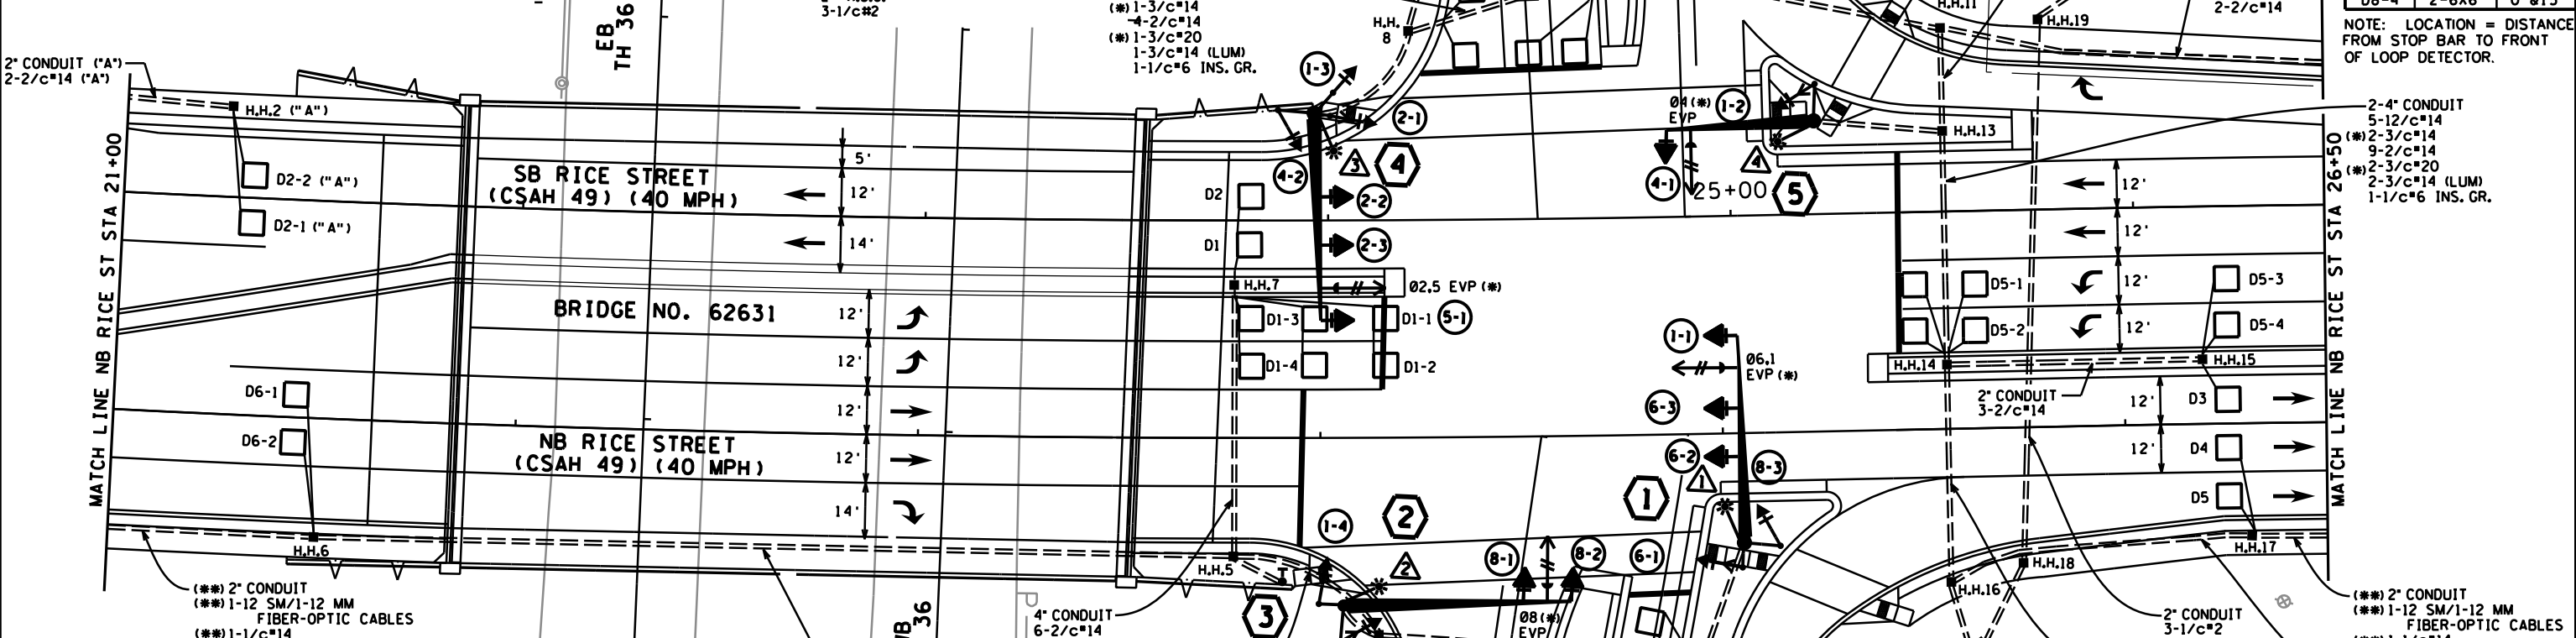 2" CONDUIT ("A")
2-2/c#14 ("A")
H.H.2 ("A")
D2-2 ("A")
D2-1 ("A")
MATCH LINE NB RICE ST STA 21+00
D6-1
D6-2
H.H.6
(**) 2" CONDUIT
(**) 1-12 SM/1-12 MM
FIBER-OPTIC CABLES
(**) 1-1/c#14
EB
TH 36
3-1/c#2
SB RICE STREET
(CSAH 49) (40 MPH)
5'
12'
14'
BRIDGE NO. 62631
12'
12'
12'
NB RICE STREET
(CSAH 49) (40 MPH)
12'
14'
WB
36
P
4" CONDUIT
6-2/c#14
H.H.5
(*) 1-3/c#14
4-2/c#14
(*) 1-3/c#20
1-3/c#14 (LUM)
1-1/c#6 INS. GR.
H.H.
8
1-3
2-1
3
4
4-2
D2
2-2
D1
2-3
H.H.7
Ø2,5 EVP (*)
D1-3
D1-1
5-1
D1-4
D1-2
1-4
2
2
3
8-1
8-2
6-1
Ø8 (*)
EVP
Ø4 (*)
EVP
1-2
4
4-1
25+00
5
1-1
Ø6,1
EVP (*)
6-3
6-2
1
8-3
1
H.H.11
H.H.19
2-2/c#14
D8-4
2-6X6
NOTE: LOCATION = DISTANCE
FROM STOP BAR TO FRONT
OF LOOP DETECTOR.
H.H.13
2-4" CONDUIT
5-12/c#14
(*) 2-3/c#14
9-2/c#14
(*) 2-3/c#20
2-3/c#14 (LUM)
1-1/c#6 INS. GR.
12'
12'
D5-1
12'
D5-3
D5-2
12'
D5-4
H.H.14
H.H.15
2" CONDUIT
3-2/c#14
12'
D3
12'
D4
D5
MATCH LINE NB RICE ST STA 26+50
H.H.17
H.H.18
H.H.16
2" CONDUIT
3-1/c#2
(**) 2" CONDUIT
(**) 1-12 SM/1-12 MM
FIBER-OPTIC CABLES